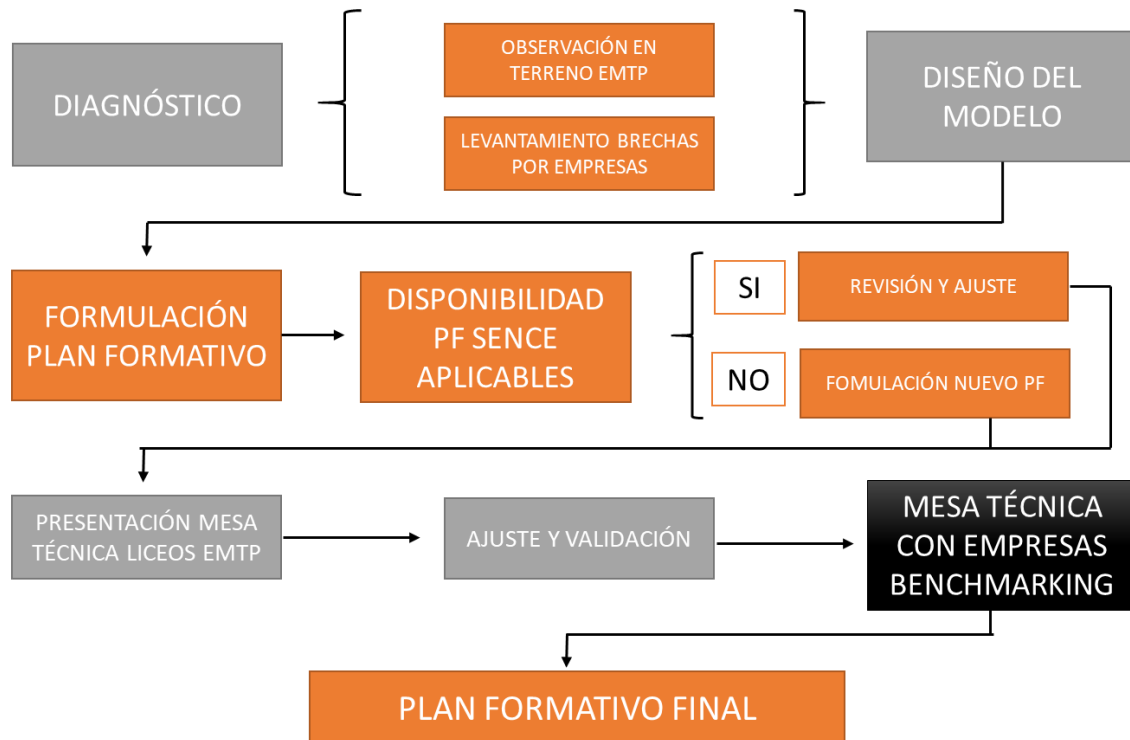 DIAGNÓSTICO
OBSERVACIÓN EN
TERRENO EMTP
LEVANTAMIENTO BRECHAS
POR EMPRESAS
DISEÑO DEL
MODELO
FORMULACIÓN
PLAN FORMATIVO
DISPONIBILIDAD
PF SENCE
APLICABLES
SI
REVISIÓN Y AJUSTE
NO
FOMULACIÓN NUEVO PF
PRESENTACIÓN MESA
TÉCNICA LICEOS EMTP
AJUSTE Y VALIDACIÓN
MESA TÉCNICA
CON EMPRESAS
BENCHMARKING
PLAN FORMATIVO FINAL